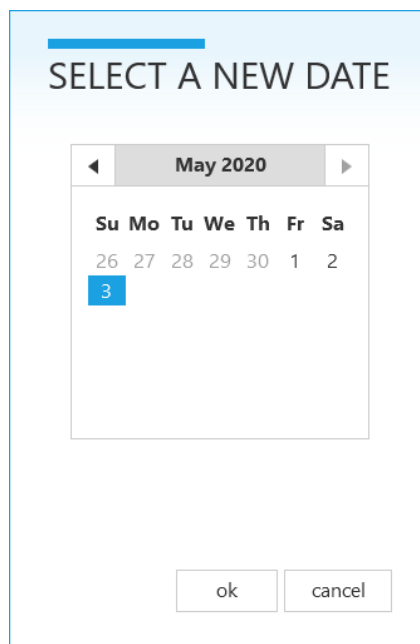 SELECT A NEW DATE
May 2020
Su Mo Tu We Th Fr Sa
26 27 28 29 30 1 2
3
ok cancel